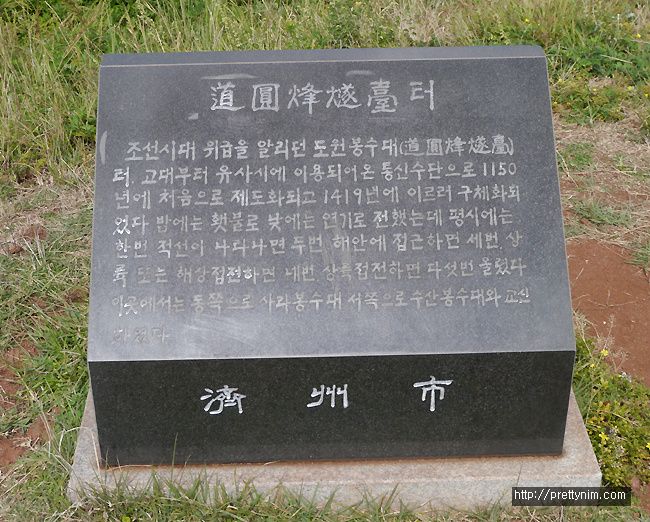 道圓烽燧臺터
조선시대 위급을 알리던 도원봉수대(道圓烽燧臺)
터. 고대부터 유사시에 이용되어온 통신수단으로 1150
년에 처음으로 제도화되고 1419년에 이르러 구체화되
었다. 밤에는 횃불로 낮에는 연기로 전했는데 평시에는
한번, 적선이 나타나면 두번, 해안에 접근하면 세번, 상
륙 또는 해상접전하면 네번, 상륙접전하면 다섯번 올렸다.
이곳에서는 동쪽으로 사라봉수대 서쪽으로 수산봉수대와 교신
하였다.
濟州市
http://prettynim.com